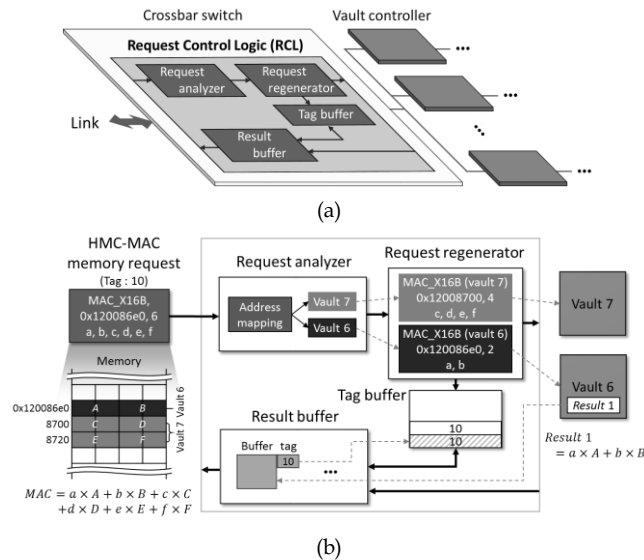 Crossbar switch
Vault controller
Request Control Logic (RCL)
Request
analyzer
Request
regenerator
Tag buffer
Result
buffer
Link
(a)
HMC-MAC
memory request
(Tag : 10)
MAC_X16B,
0x120086e0, 6
a, b, c, d, e, f
Memory
0x120086e0
8700
8720
A
B
C
D
E
F
Vault 6
Vault 7
MAC = a × A + b × B + c × C
+d × D + e × E + f × F
Request analyzer
Address
mapping
Vault 7
Vault 6
Request regenerator
MAC_X16B (vault 7)
0x12008700, 4
c, d, e, f
MAC_X16B (vault 6)
0x120086e0, 2
a, b
Tag buffer
10
10
Result buffer
Buffer tag
10
...
Vault 7
Vault 6
Result 1
Result 1
= a × A + b × B
(b)